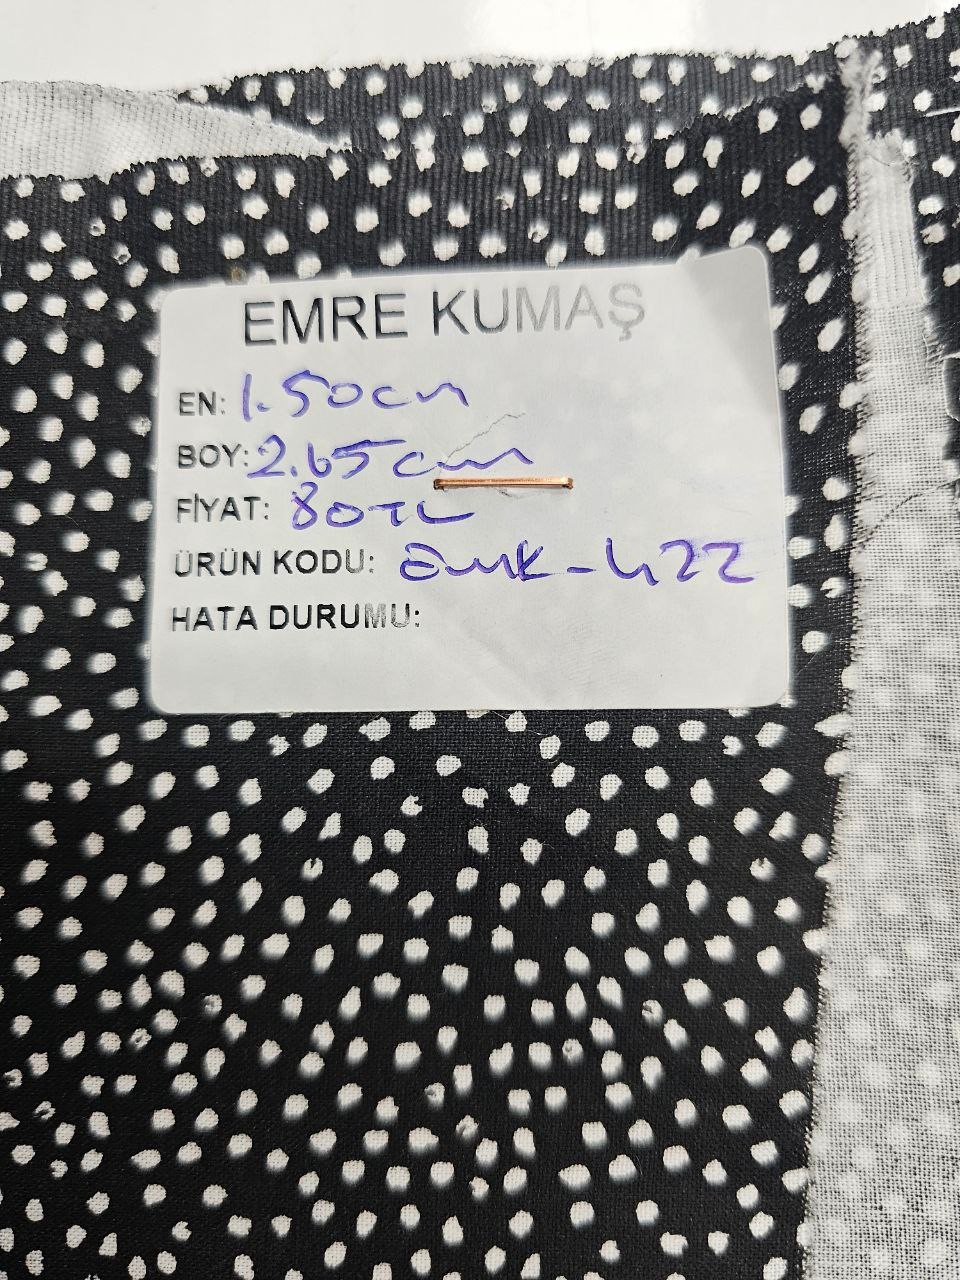 EMRE KUMAŞ
EN: 1.50cm
BOY: 2.65cm
FİYAT: 80TL
ÜRÜN KODU: EMK-422
HATA DURUMU: